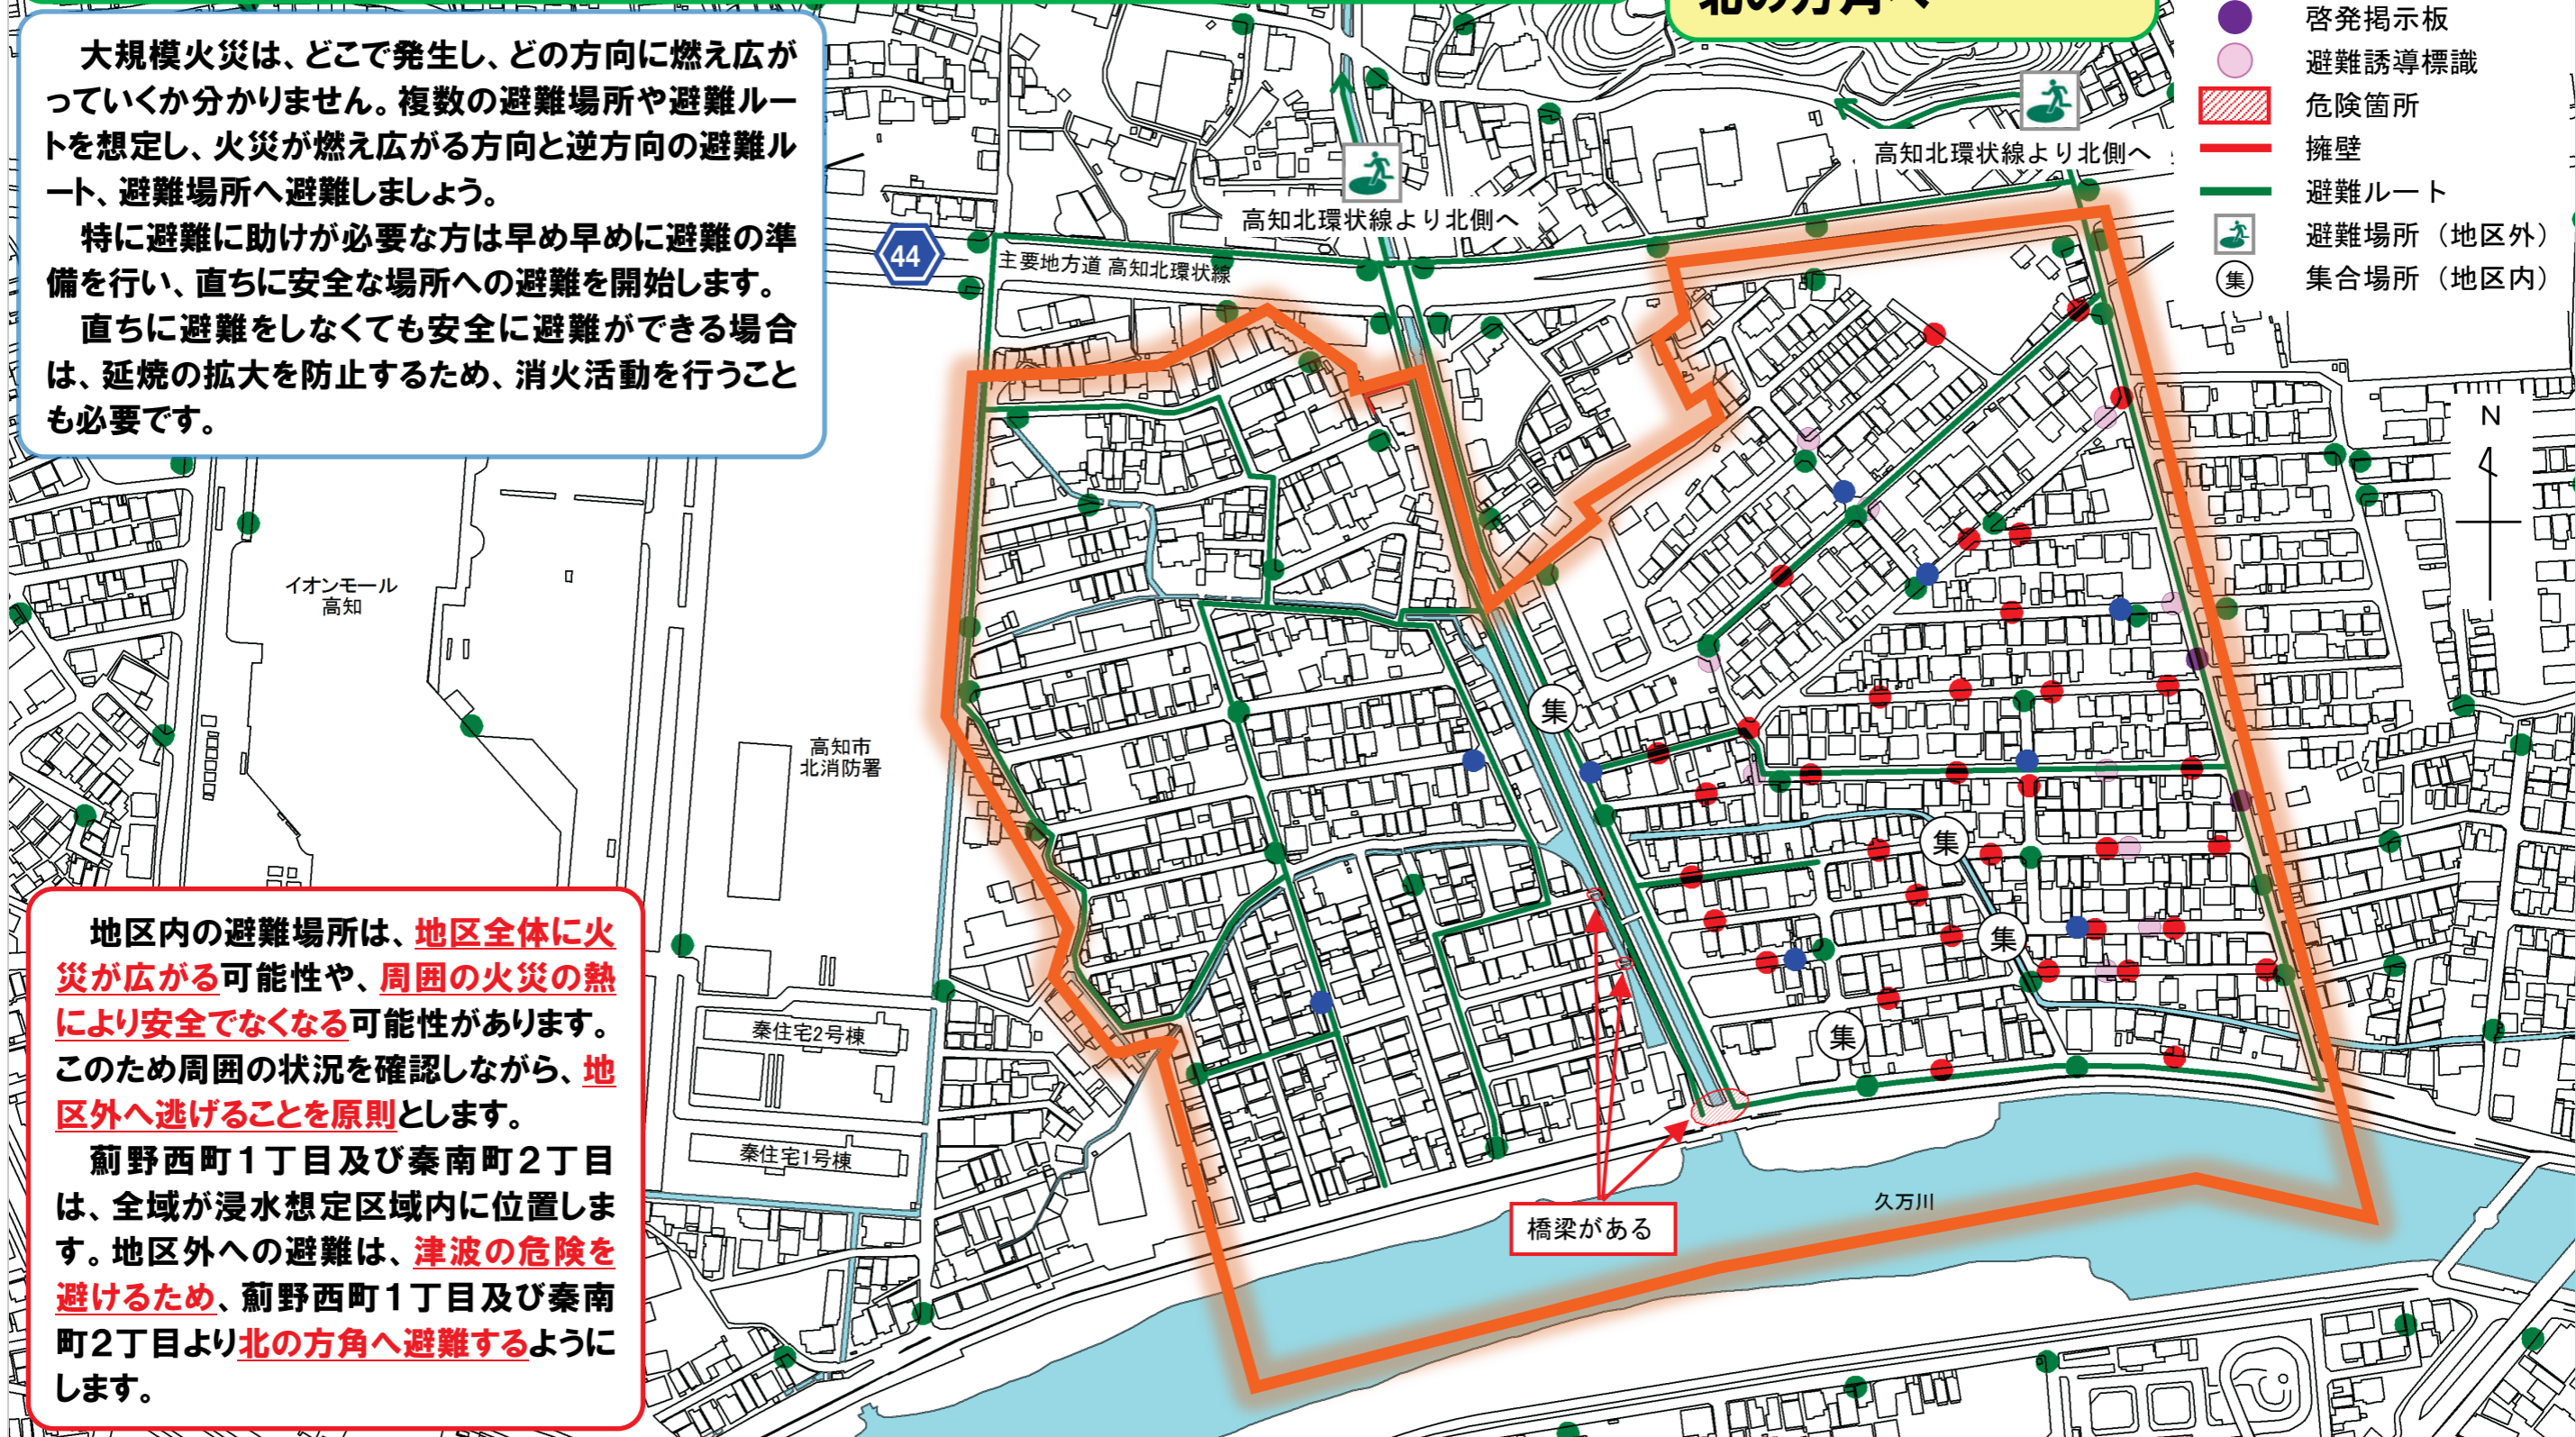 北の方角へ
大規模火災は、どこで発生し、どの方向に燃え広が
っていくか分かりません。複数の避難場所や避難ルー
トを想定し、火災が燃え広がる方向と逆方向の避難ル
ート、避難場所へ避難しましょう。
特に避難に助けが必要な方は早め早めに避難の準
備を行い、直ちに安全な場所への避難を開始します。
直ちに避難をしなくても安全に避難ができる場合
は、延焼の拡大を防止するため、消火活動を行うこと
も必要です。
啓発掲示板
避難誘導標識
危険箇所
擁壁
避難ルート
避難場所（地区外）
集 集合場所（地区内）
高知北環状線より北側へ
高知北環状線より北側へ
44
主要地方道 高知北環状線
N
イオンモール
高知
高知市
北消防署
集
集
集
集
秦住宅2号棟
秦住宅1号棟
橋梁がある
久万川
地区内の避難場所は、地区全体に火
災が広がる可能性や、周囲の火災の熱
により安全でなくなる可能性があります。
このため周囲の状況を確認しながら、地
区外へ逃げることを原則とします。
薊野西町１丁目及び秦南町２丁目
は、全域が浸水想定区域内に位置しま
す。地区外への避難は、津波の危険を
避けるため、薊野西町１丁目及び秦南
町２丁目より北の方角へ避難するように
します。